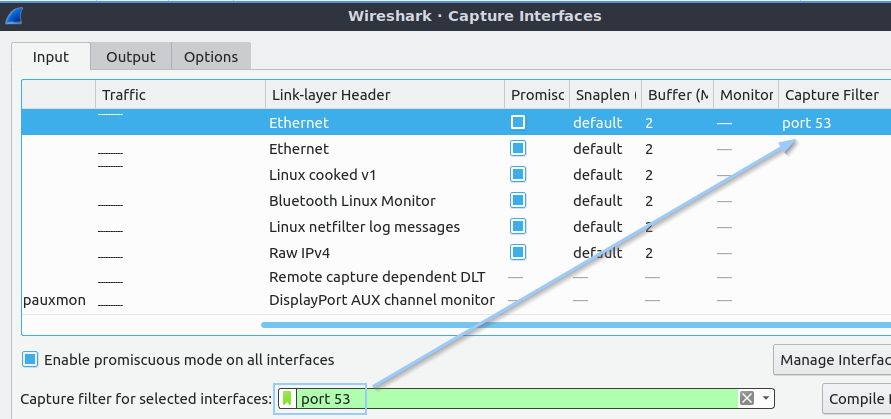 Wireshark · Capture Interfaces
Input Output Options
Traffic Link-layer Header Promisc Snaplen ( Buffer (M Monitor Capture Filter
Ethernet default 2 — port 53
Ethernet default 2 —
Linux cooked v1 default 2 —
Bluetooth Linux Monitor default 2 —
Linux netfilter log messages default 2 —
Raw IPv4 default 2 —
Remote capture dependent DLT — — — —
pauxmon DisplayPort AUX channel monitor — — — —
Enable promiscuous mode on all interfaces Manage Interfac
Capture filter for selected interfaces: port 53 Compile